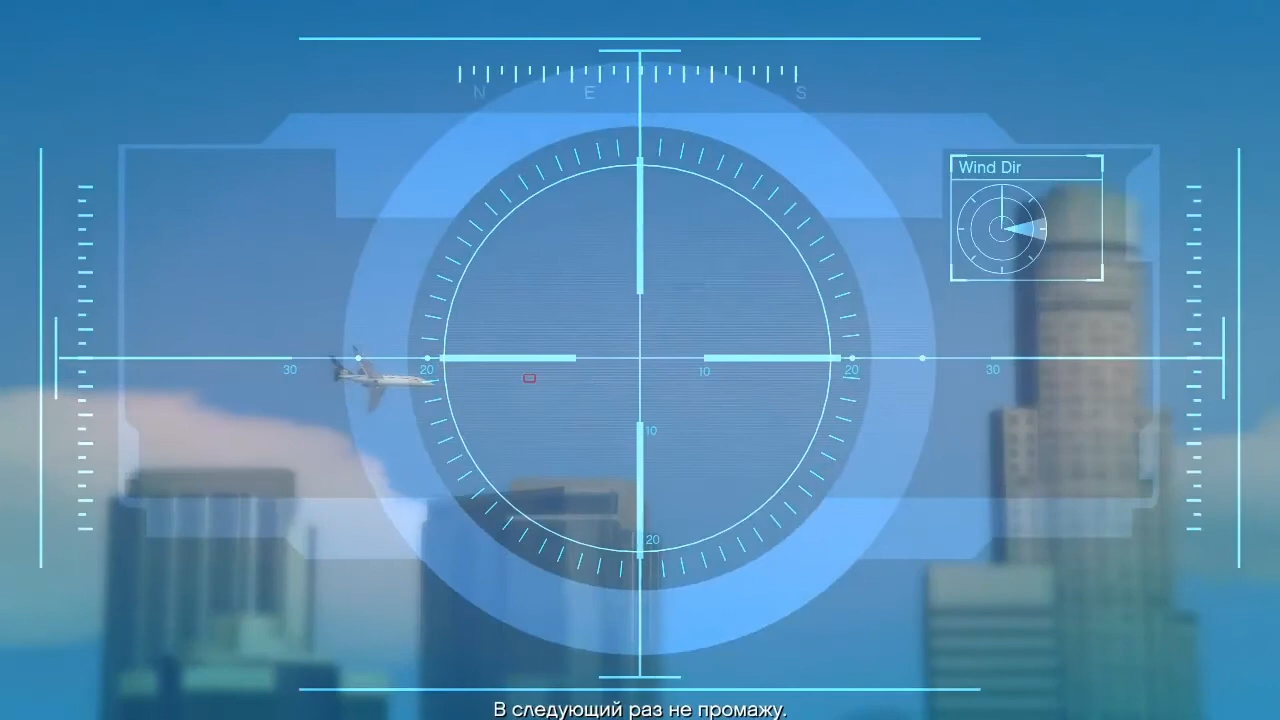 N E S
Wind Dir
30 20 10 20 30
10
20
В следующий раз не промажу.